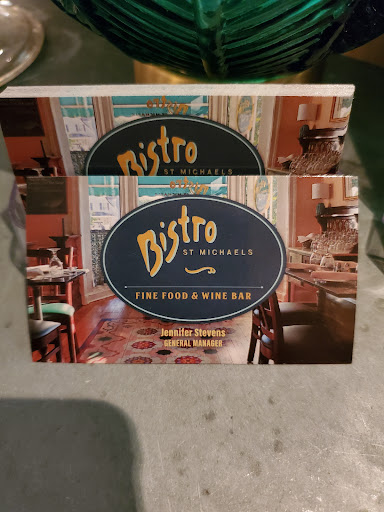 Bistro
ST MICHAELS
Bistro
ST MICHAELS
FINE FOOD & WINE BAR
Jennifer Stevens
GENERAL MANAGER